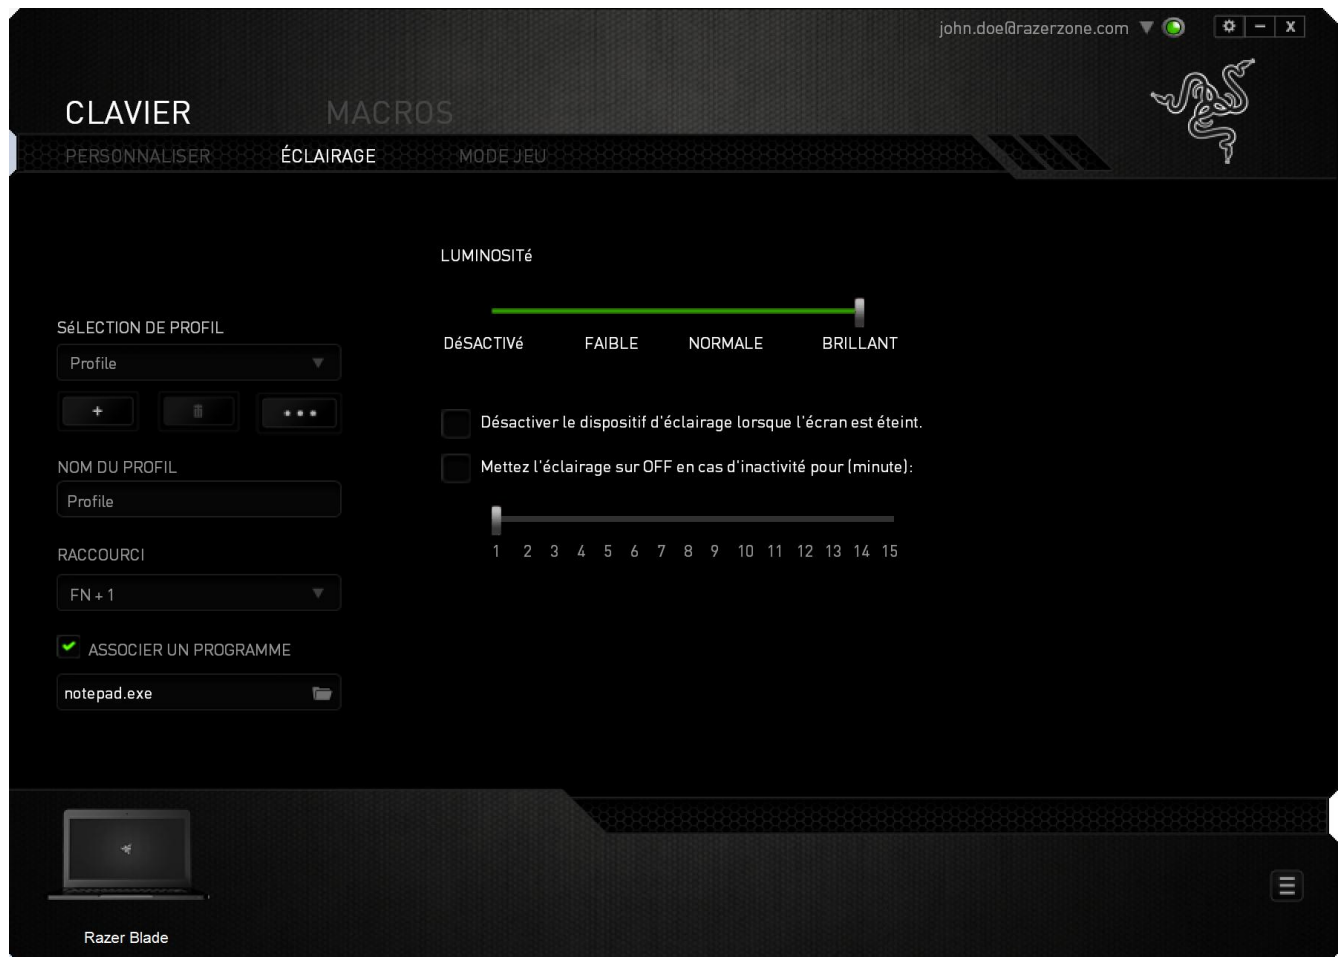 john.doe@razerzone.com
X
CLAVIER MACROS
PERSONNALISER ÉCLAIRAGE MODE JEU
LUMINOSITé
DéSACTIVé FAIBLE NORMALE BRILLANT
SéLECTION DE PROFIL
Profile
+
NOM DU PROFIL
Profile
RACCOURCI
FN + 1
ASSOCIER UN PROGRAMME
notepad.exe
Désactiver le dispositif d'éclairage lorsque l'écran est éteint.
Mettez l'éclairage sur OFF en cas d'inactivité pour (minute):
1 2 3 4 5 6 7 8 9 10 11 12 13 14 15
Razer Blade